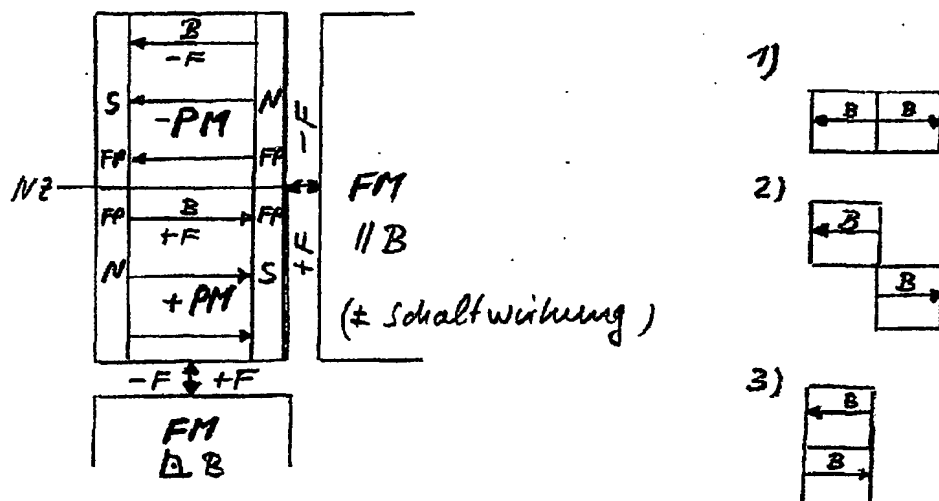 B
-F
S N
-PM
-F
FP FP
NZ
FM
FP B FP
+F
+F
// B
N S
+PM
(± Schaltwirkung)
-F +F
FM
B
1)
B B
2)
B
B
3)
B
B